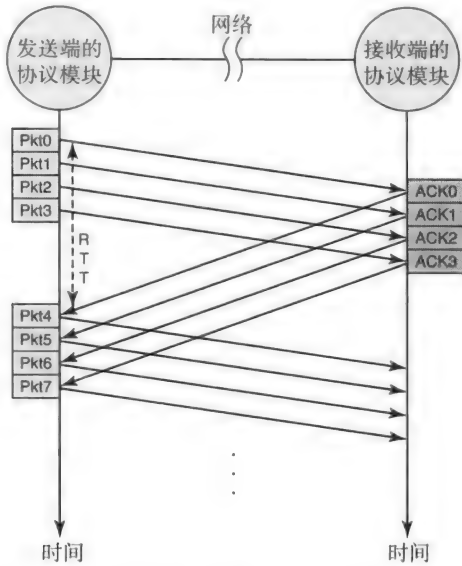 发送端的
协议模块
网络
接收端的
协议模块
Pkt0
Pkt1
Pkt2
Pkt3
ACK0
ACK1
ACK2
ACK3
RTT
Pkt4
Pkt5
Pkt6
Pkt7
时间
时间